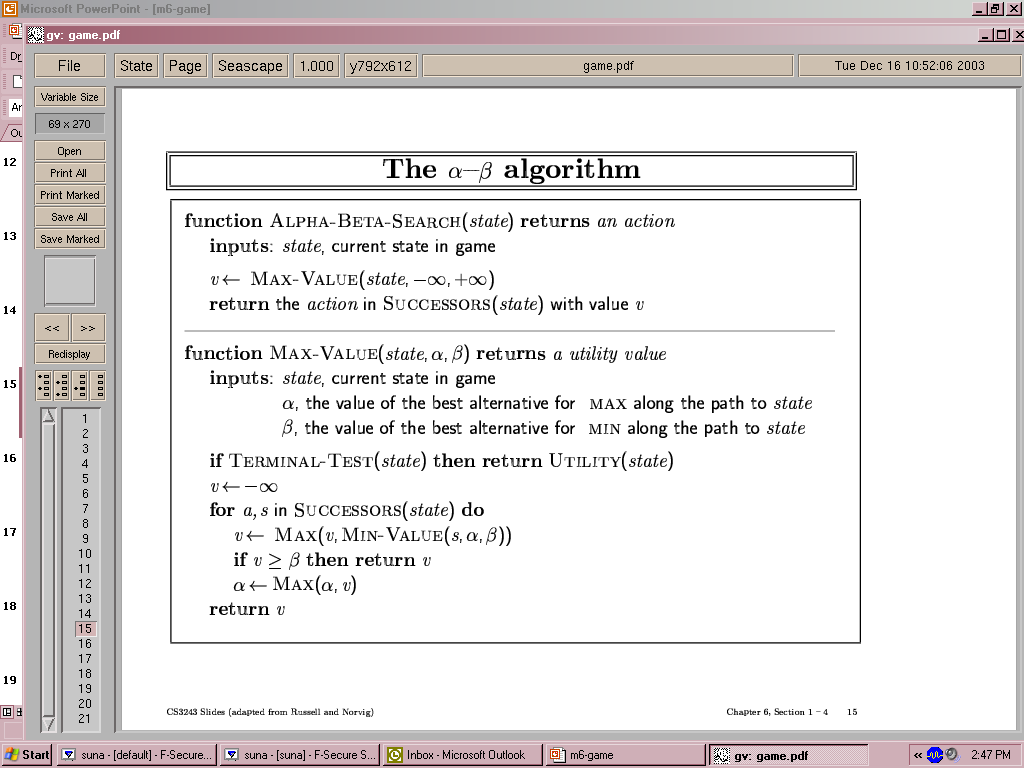 Microsoft PowerPoint - [m6-game]
gv: game.pdf
File State Page Seascape 1.000 y792x612 game.pdf Tue Dec 16 10:52:06 2003
Variable Size
69 x 270
Open
Print All
Print Marked
Save All
Save Marked
<< >>
Redisplay
1
2
3
4
5
6
7
8
9
10
11
12
13
14
15
16
17
18
19
20
21
Dr
Ar
Ou
12
13
14
15
16
17
18
19
The α–β algorithm
function ALPHA-BETA-SEARCH(state) returns an action
inputs: state, current state in game
v← MAX-VALUE(state, −∞, +∞)
return the action in SUCCESSORS(state) with value v
function MAX-VALUE(state, α, β) returns a utility value
inputs: state, current state in game
α, the value of the best alternative for MAX along the path to state
β, the value of the best alternative for MIN along the path to state
if TERMINAL-TEST(state) then return UTILITY(state)
v← −∞
for a, s in SUCCESSORS(state) do
v← MAX(v, MIN-VALUE(s, α, β))
if v ≥ β then return v
α← MAX(α, v)
return v
CS3243 Slides (adapted from Russell and Norvig) Chapter 6, Section 1–4 15
Start suna - [default] - F-Secure... suna - [suna] - F-Secure S... Inbox - Microsoft Outlook m6-game gv: game.pdf « 2:47 PM